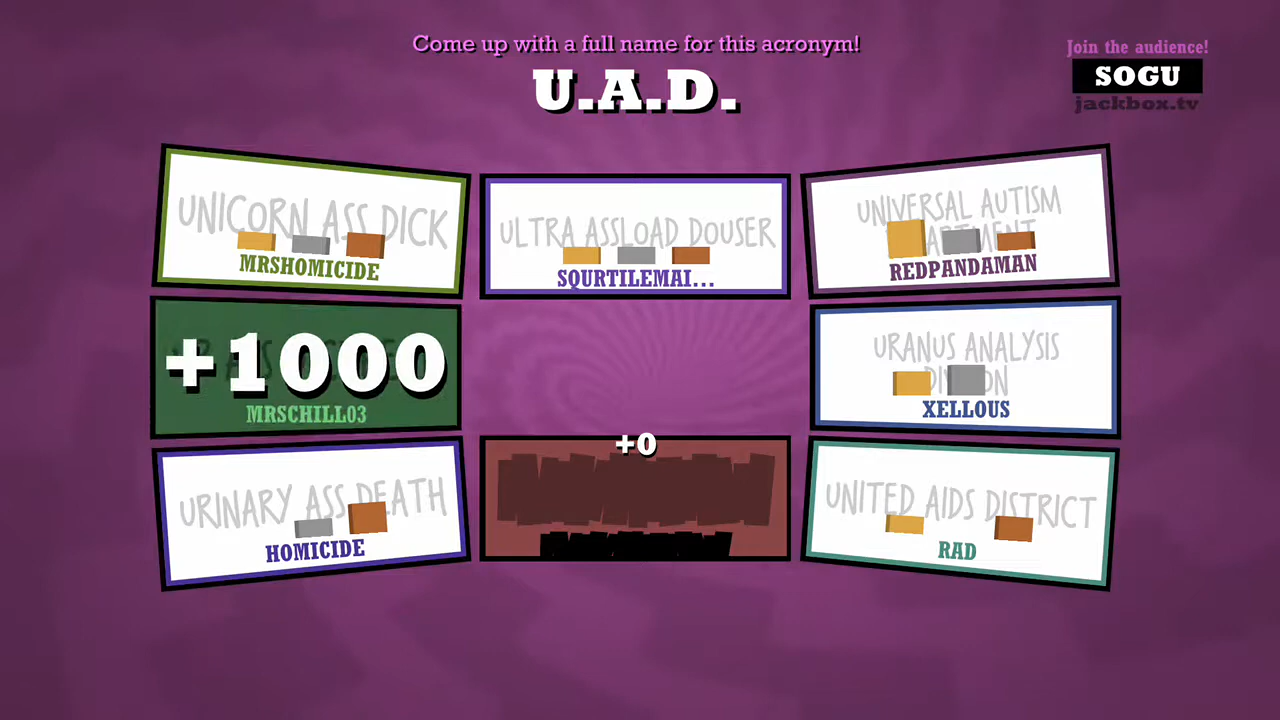 Come up with a full name for this acronym!
U.A.D.
Join the audience!
SOGU
jackbox.tv
UNICORN ASS DICK
MRSHOMICIDE
ULTRA ASSLOAD DOUSER
SQURTILEMAI...
UNIVERSAL AUTISM
REDPANDAMAN
+1000
MRSCHILL03
URANUS ANALYSIS
XELLOUS
URINARY ASS DEATH
HOMICIDE
+0
UNITED AIDS DISTRICT
RAD